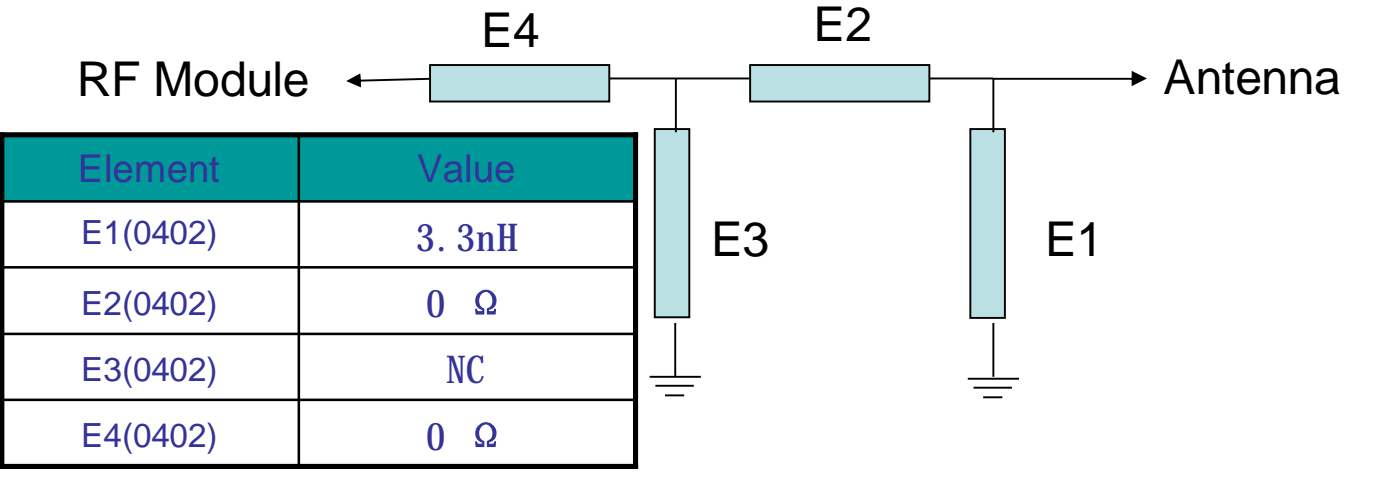 E4 E2
RF Module Antenna
Element Value
E1(0402) 3.3nH
E2(0402) 0 Ω
E3(0402) NC
E4(0402) 0 Ω
E3 E1